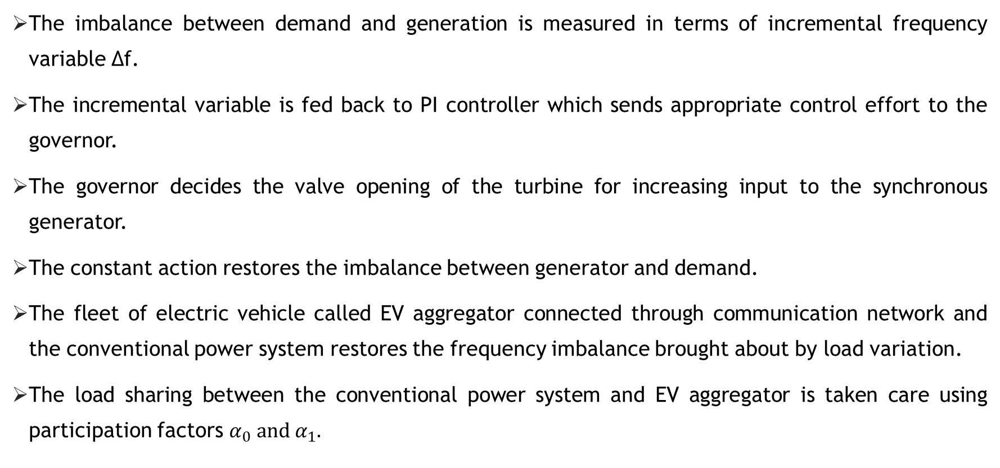 ➢The imbalance between demand and generation is measured in terms of incremental frequency
variable Δf.
➢The incremental variable is fed back to PI controller which sends appropriate control effort to the
governor.
➢The governor decides the valve opening of the turbine for increasing input to the synchronous
generator.
➢The constant action restores the imbalance between generator and demand.
➢The fleet of electric vehicle called EV aggregator connected through communication network and
the conventional power system restores the frequency imbalance brought about by load variation.
➢The load sharing between the conventional power system and EV aggregator is taken care using
participation factors α₀ and α₁.